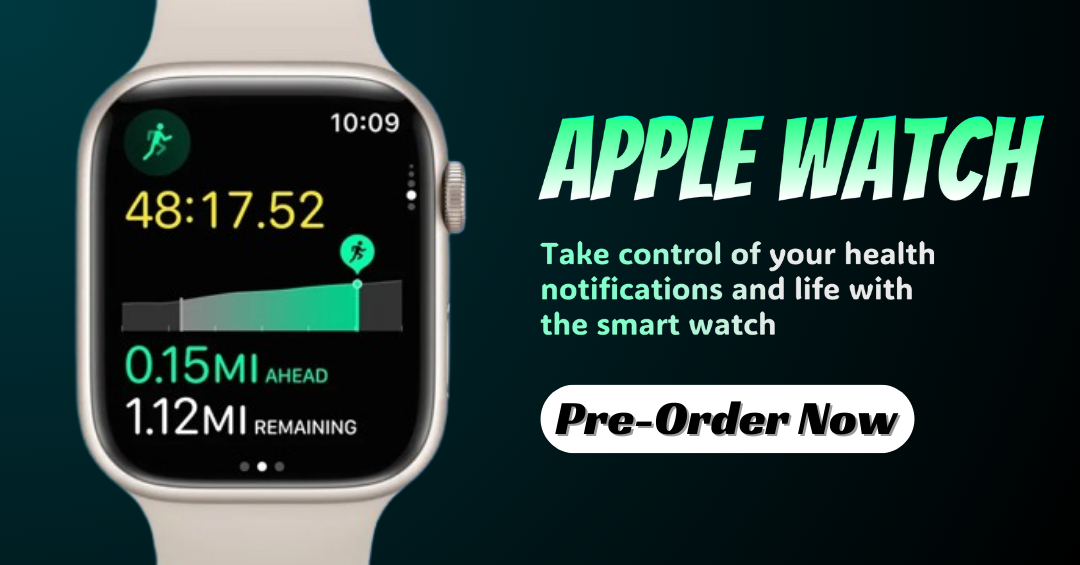 10:09
48:17.52
0.15MI AHEAD
1.12MI REMAINING
APPLE WATCH
Take control of your health
notifications and life with
the smart watch
Pre-Order Now